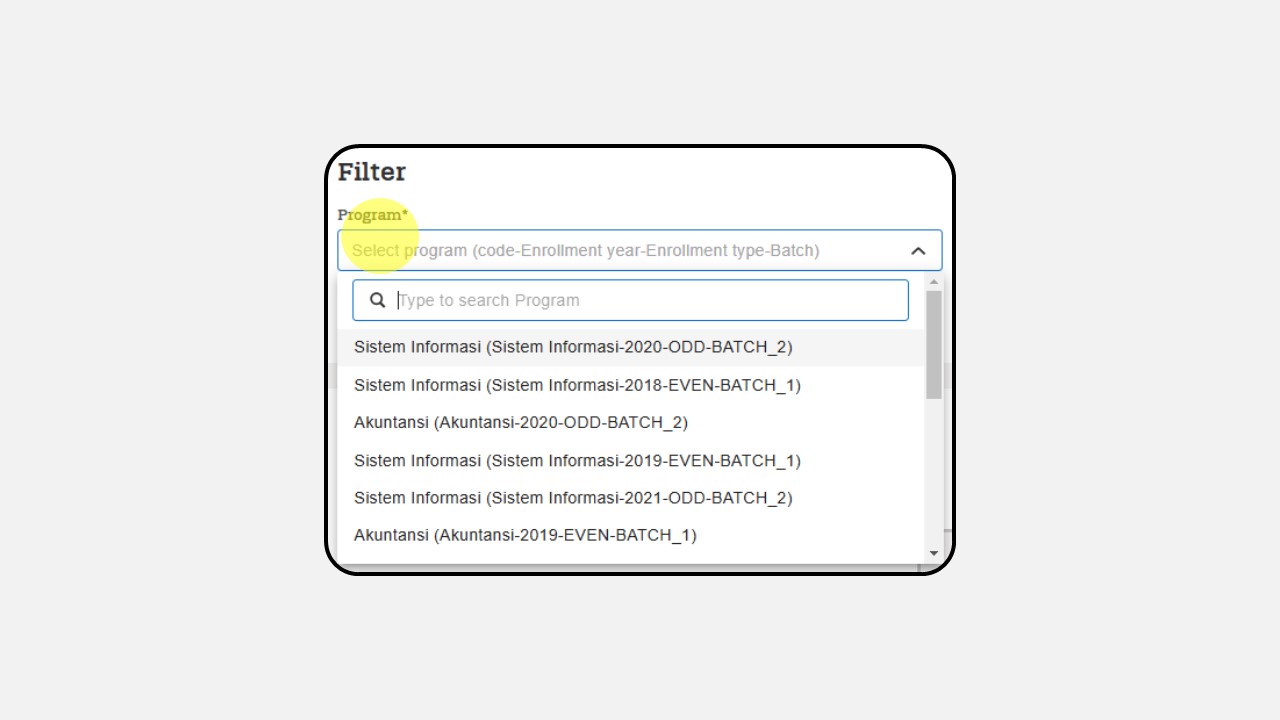 Filter
Program*
Select program (code-Enrollment year-Enrollment type-Batch)
Type to search Program
Sistem Informasi (Sistem Informasi-2020-ODD-BATCH_2)
Sistem Informasi (Sistem Informasi-2018-EVEN-BATCH_1)
Akuntansi (Akuntansi-2020-ODD-BATCH_2)
Sistem Informasi (Sistem Informasi-2019-EVEN-BATCH_1)
Sistem Informasi (Sistem Informasi-2021-ODD-BATCH_2)
Akuntansi (Akuntansi-2019-EVEN-BATCH_1)